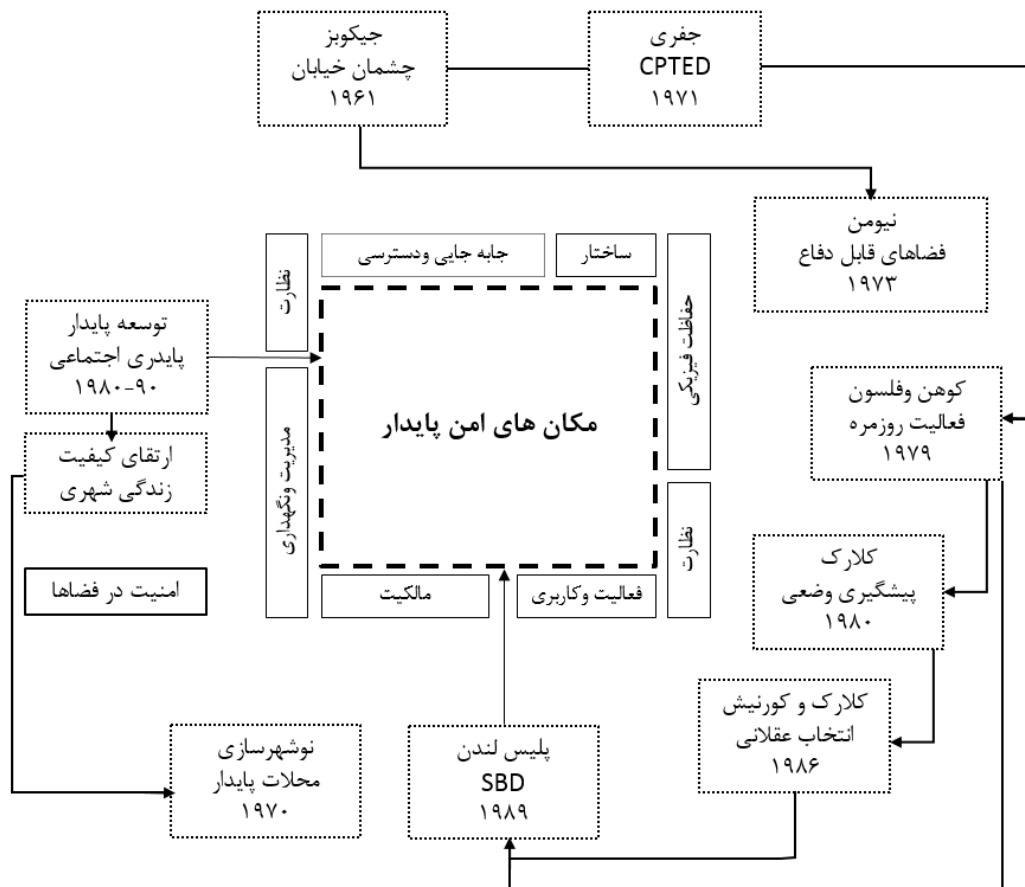 جیکوبز
چشمان خیابان
۱۹۶۱
جفری
CPTED
۱۹۷۱
نیومن
فضاهای قابل دفاع
۱۹۷۳
نظارت
جابه جایی ودسترسی
ساختار
حفاظت فیزیکی
توسعه پایدار
پایدری اجتماعی
۱۹۸۰-۹۰
مکان های امن پایدار
کوهن وفلسون
فعالیت روزمره
۱۹۷۹
ارتقای کیفیت
زندگی شهری
مدیریت ونگهداری
نظارت
امنیت در فضاها
مالکیت
فعالیت وکاربری
کلارک
پیشگیری وضعی
۱۹۸۰
کلارک و کورنیش
انتخاب عقلانی
۱۹۸۶
پلیس لندن
SBD
۱۹۸۹
نوشهرسازی
محلات پایدار
۱۹۷۰